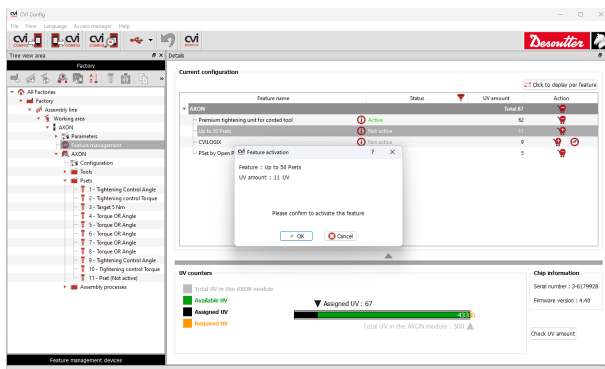 CVI Config
File View Language Access manager Help
Desoutter
Tree view area
Details
Factory
All Factories
Factory
Assembly line
Working area
AXON
Parameters
Feature management
AXON
Configuration
Tools
Psets
1 - Tightening Control Angle
2 - Tightening control Torque
3 - Target 5 Nm
4 - Torque OR Angle
5 - Torque OR Angle
6 - Torque OR Angle
7 - Torque OR Angle
8 - Torque OR Angle
9 - Tightening Control Angle
10 - Tightening control Torque
11 - Pset (Not active)
Assembly processes
Feature management devices
Current configuration
Click to display per feature
Feature name Status UV amount Action
AXON Total 87
Premium tightening unit for corded tool Active 62
Up to 50 Psets Not active 11
CVILOGIX Not active 9
PSet by Open P 5
Feature activation ? X
Feature : Up to 50 Psets
UV amount : 11 UV
Please confirm to activate this feature
OK
Cancel
UV counters
Total UV in the AXON module
Available UV
Assigned UV
Required UV
Assigned UV : 67
433
Total UV in the AXON module : 500
Chip information
Serial number : 3-6179928
Firmware version : 4.40
Check UV amount